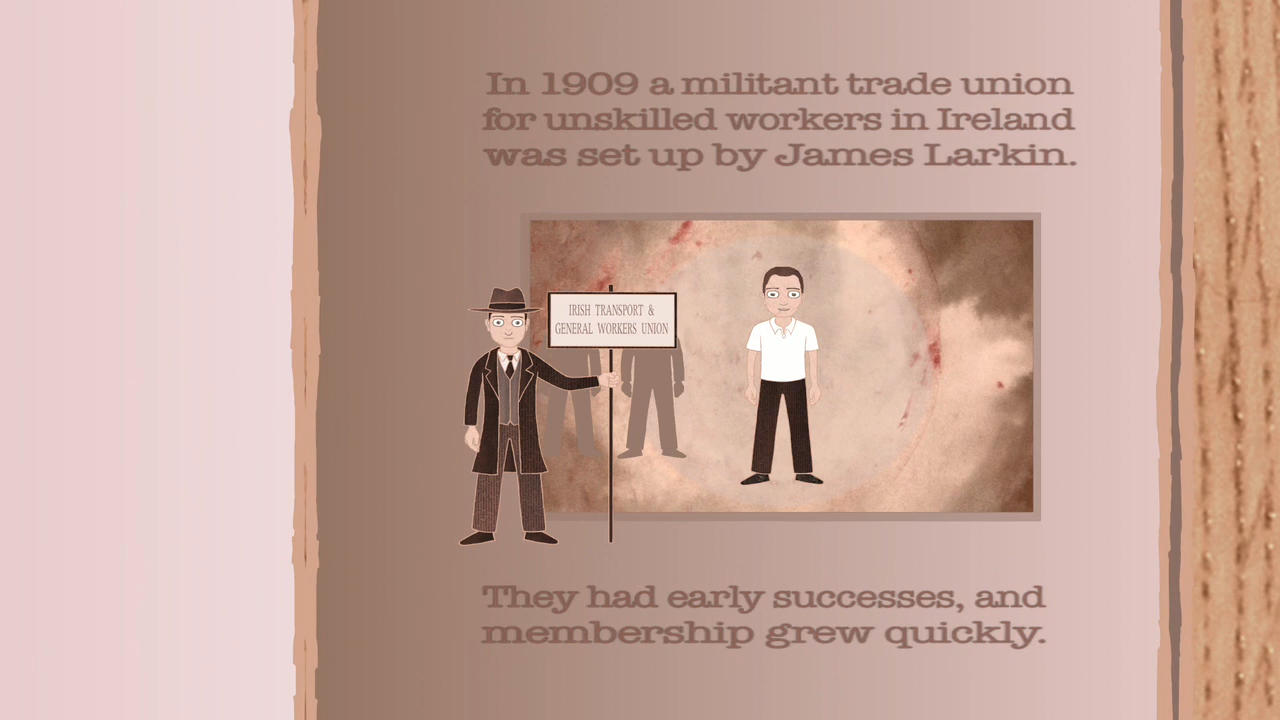 In 1909 a militant trade union
for unskilled workers in Ireland
was set up by James Larkin.
IRISH TRANSPORT &
GENERAL WORKERS UNION
They had early successes, and
membership grew quickly.